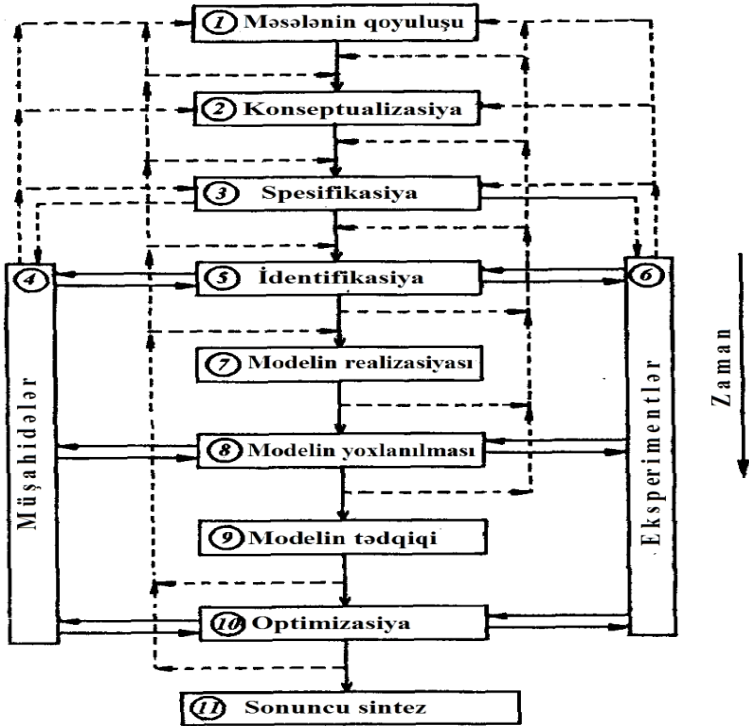 1 Məsələnin qoyuluşu
2 Konseptualizasiya
3 Spesifikasiya
4
Müşahidələr
5 İdentifikasiya
6
Eksperimentlər
Zaman
7 Modelin realizasiyası
8 Modelin yoxlanılması
9 Modelin tədqiqi
10 Optimizasiya
11 Sonuncu sintez